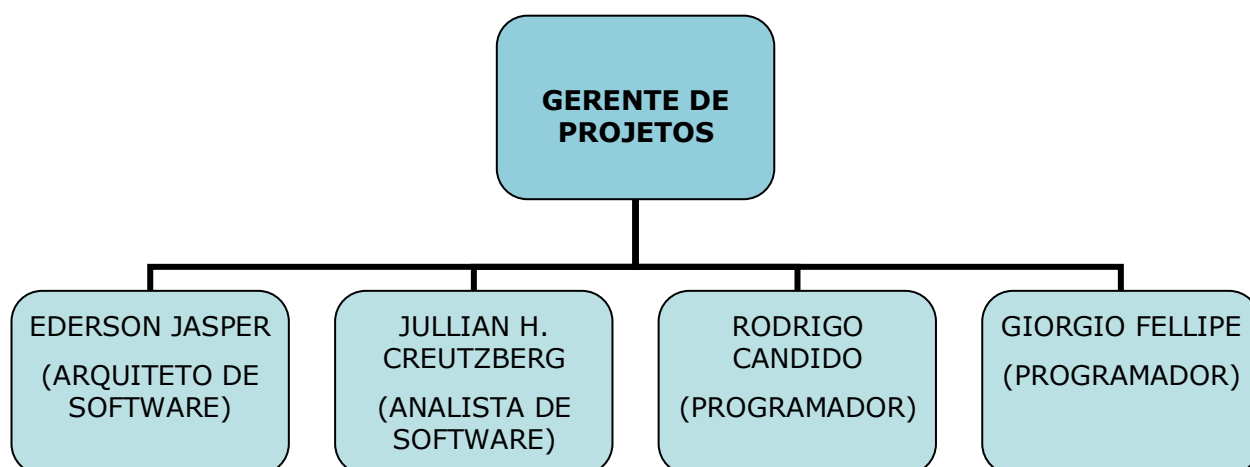 GERENTE DE
PROJETOS
EDERSON JASPER
(ARQUITETO DE
SOFTWARE)
JULLIAN H.
CREUTZBERG
(ANALISTA DE
SOFTWARE)
RODRIGO
CANDIDO
(PROGRAMADOR)
GIORGIO FELLIPE
(PROGRAMADOR)